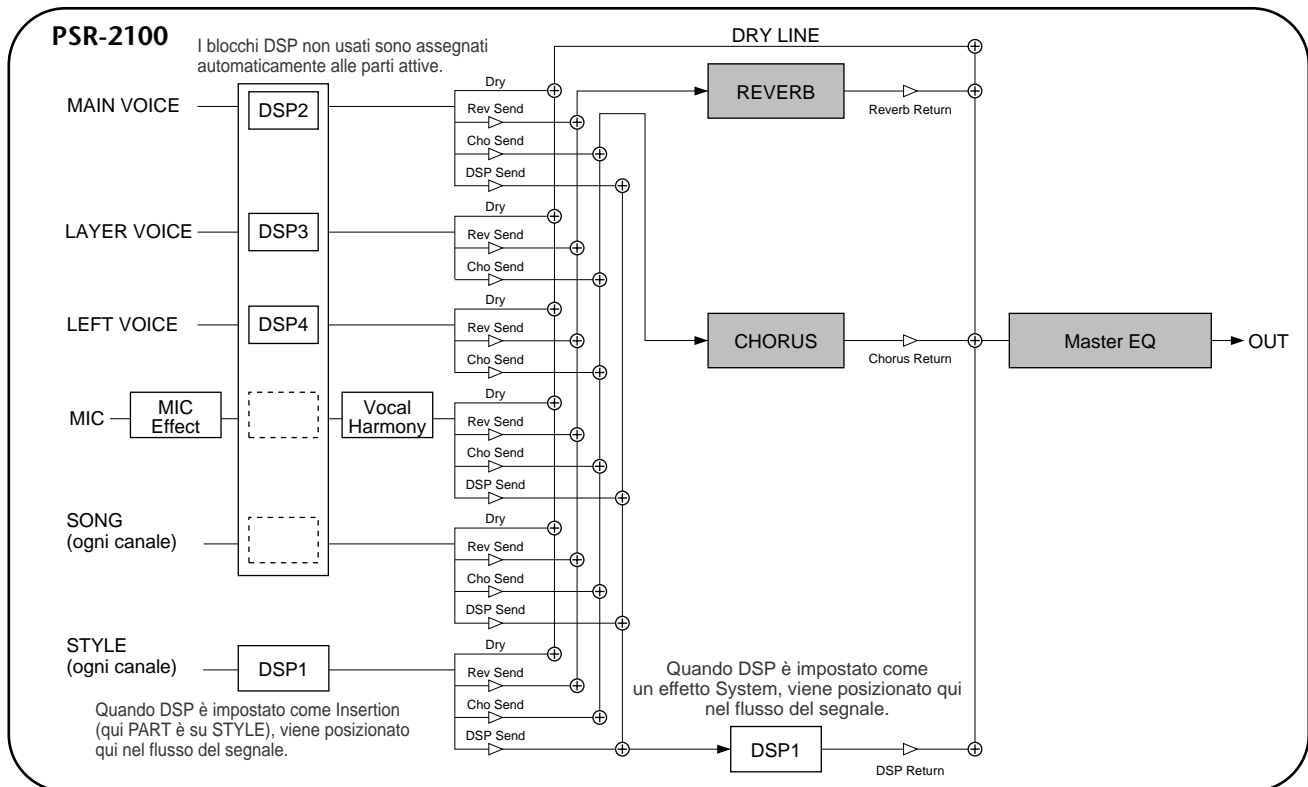 PSR-2100
I blocchi DSP non usati sono assegnati
automaticamente alle parti attive.
DRY LINE
MAIN VOICE
DSP2
Dry
Rev Send
Cho Send
DSP Send
REVERB
Reverb Return
LAYER VOICE
DSP3
Dry
Rev Send
Cho Send
LEFT VOICE
DSP4
Dry
Rev Send
Cho Send
CHORUS
Chorus Return
Master EQ
OUT
MIC
MIC
Effect
Vocal
Harmony
Dry
Rev Send
Cho Send
DSP Send
SONG
(ogni canale)
Dry
Rev Send
Cho Send
DSP Send
STYLE
(ogni canale)
DSP1
Dry
Rev Send
Cho Send
DSP Send
Quando DSP è impostato come Insertion
(qui PART è su STYLE), viene posizionato
qui nel flusso del segnale.
Quando DSP è impostato come
un effetto System, viene posizionato qui
nel flusso del segnale.
DSP1
DSP Return